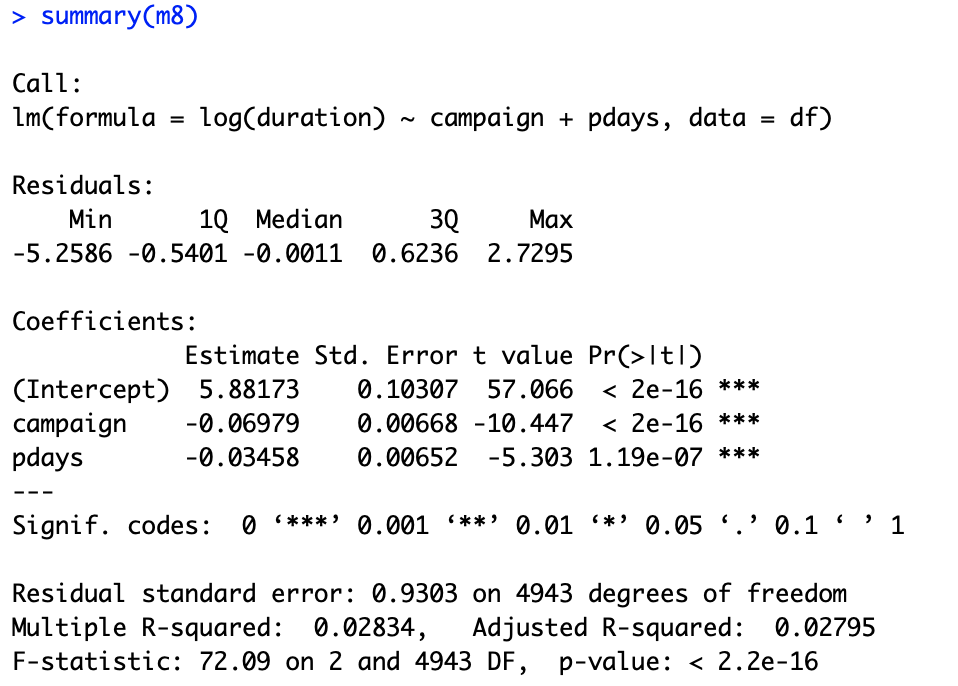 > summary(m8)
Call:
lm(formula = log(duration) ~ campaign + pdays, data = df)
Residuals:
    Min      1Q  Median      3Q     Max
-5.2586 -0.5401 -0.0011  0.6236  2.7295
Coefficients:
            Estimate Std. Error t value Pr(>|t|)
(Intercept)  5.88173    0.10307  57.066  < 2e-16 ***
campaign    -0.06979    0.00668 -10.447  < 2e-16 ***
pdays       -0.03458    0.00652  -5.303 1.19e-07 ***
---
Signif. codes:  0 ‘***’ 0.001 ‘**’ 0.01 ‘*’ 0.05 ‘.’ 0.1 ‘ ’ 1
Residual standard error: 0.9303 on 4943 degrees of freedom
Multiple R-squared:  0.02834,   Adjusted R-squared:  0.02795
F-statistic: 72.09 on 2 and 4943 DF,  p-value: < 2.2e-16